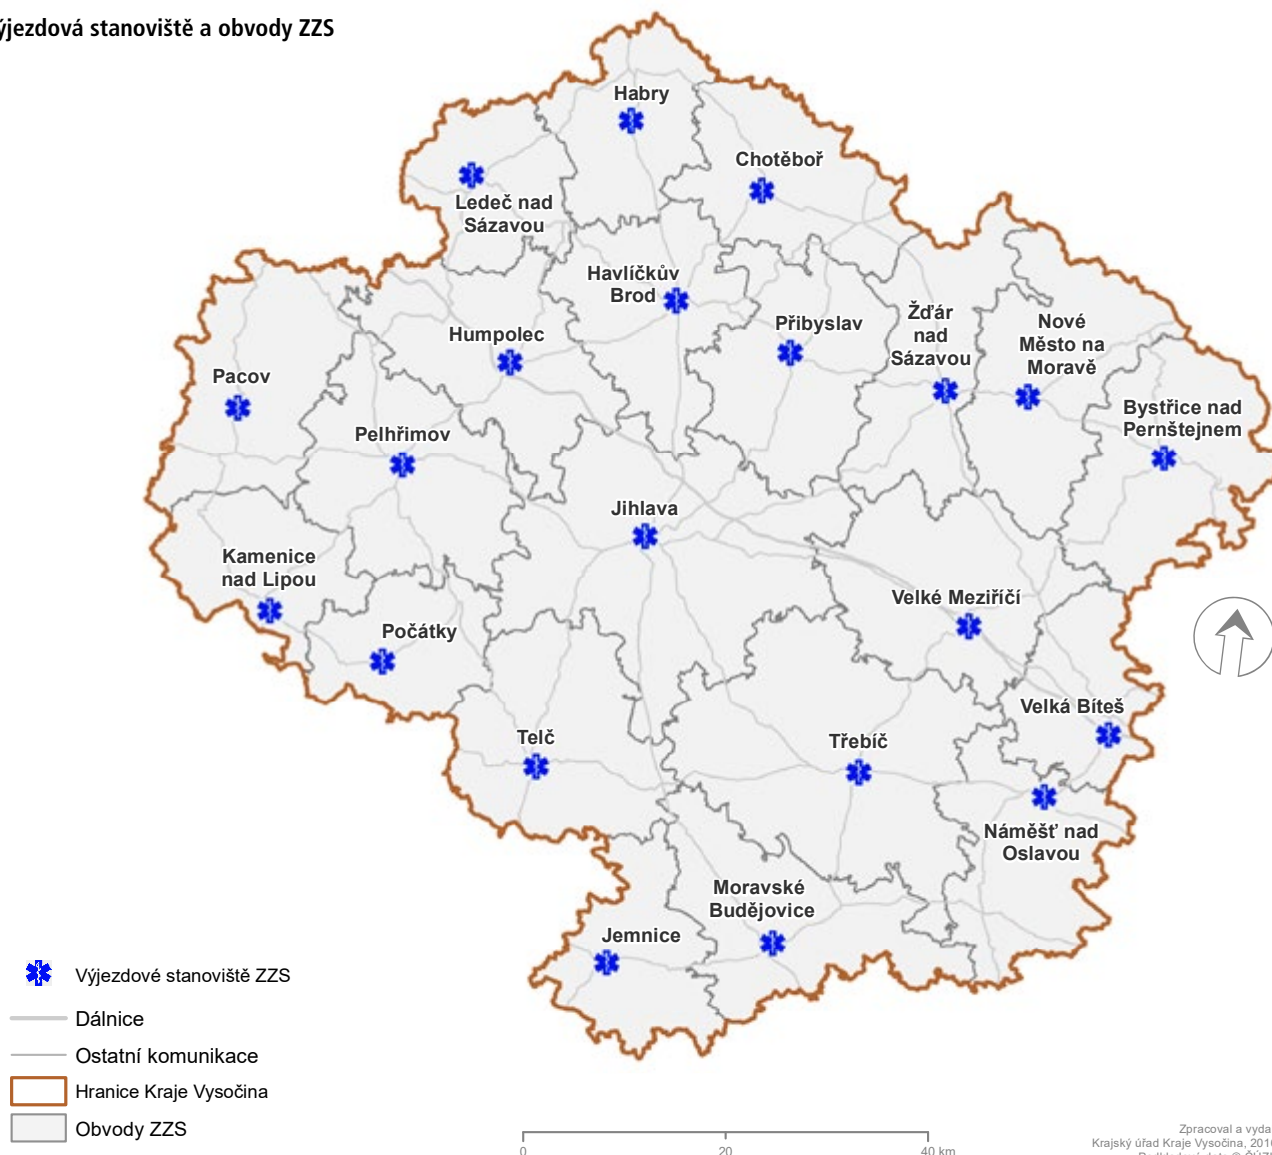 ýjezdová stanoviště a obvody ZZS
Habry
Chotěboř
Ledeč nad
Sázavou
Havlíčkův
Brod
Přibyslav
Žďár
nad
Sázavou
Nové
Město na
Moravě
Humpolec
Pacov
Bystřice nad
Pernštejnem
Pelhřimov
Jihlava
Kamenice
nad Lipou
Velké Meziříčí
Počátky
Velká Bíteš
Telč
Třebíč
Náměšť nad
Oslavou
Moravské
Budějovice
Jemnice
Výjezdové stanoviště ZZS
Dálnice
Ostatní komunikace
Hranice Kraje Vysočina
Obvody ZZS
0 20 40 km
Zpracoval a vyda
Krajský úřad Kraje Vysočina, 2016